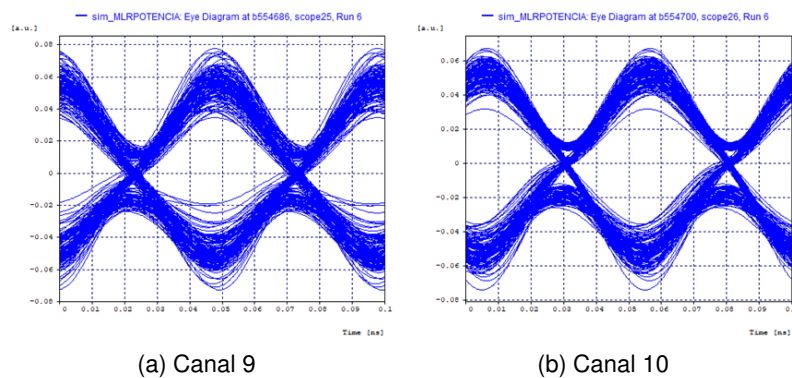 sim_MLRPOTENCIA: Eye Diagram at b554686, scope25, Run 6
[a.u.]
0.08
0.06
0.04
0.02
0
-0.02
-0.04
-0.06
-0.08
0 0.01 0.02 0.03 0.04 0.05 0.06 0.07 0.08 0.09 0.1
Time [ns]
(a) Canal 9
sim_MLRPOTENCIA: Eye Diagram at b554700, scope26, Run 6
[a.u.]
0.08
0.06
0.04
0.02
0
-0.02
-0.04
-0.06
-0.08
0 0.01 0.02 0.03 0.04 0.05 0.06 0.07 0.08 0.09 0.1
Time [ns]
(b) Canal 10